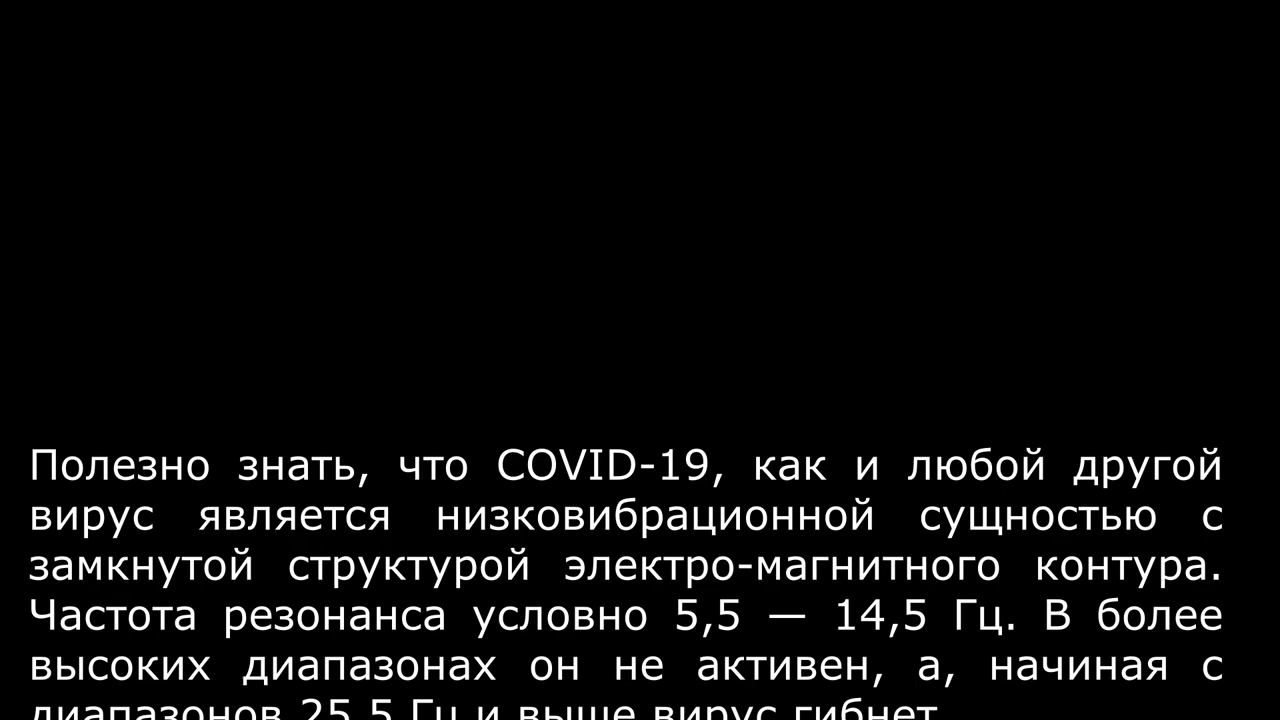 Полезно знать, что COVID-19, как и любой другой
вирус является низковибрационной сущностью с
замкнутой структурой электро-магнитного контура.
Частота резонанса условно 5,5 — 14,5 Гц. В более
высоких диапазонах он не активен, а, начиная с
диапазонов 25,5 Гц и выше вирус гибнет